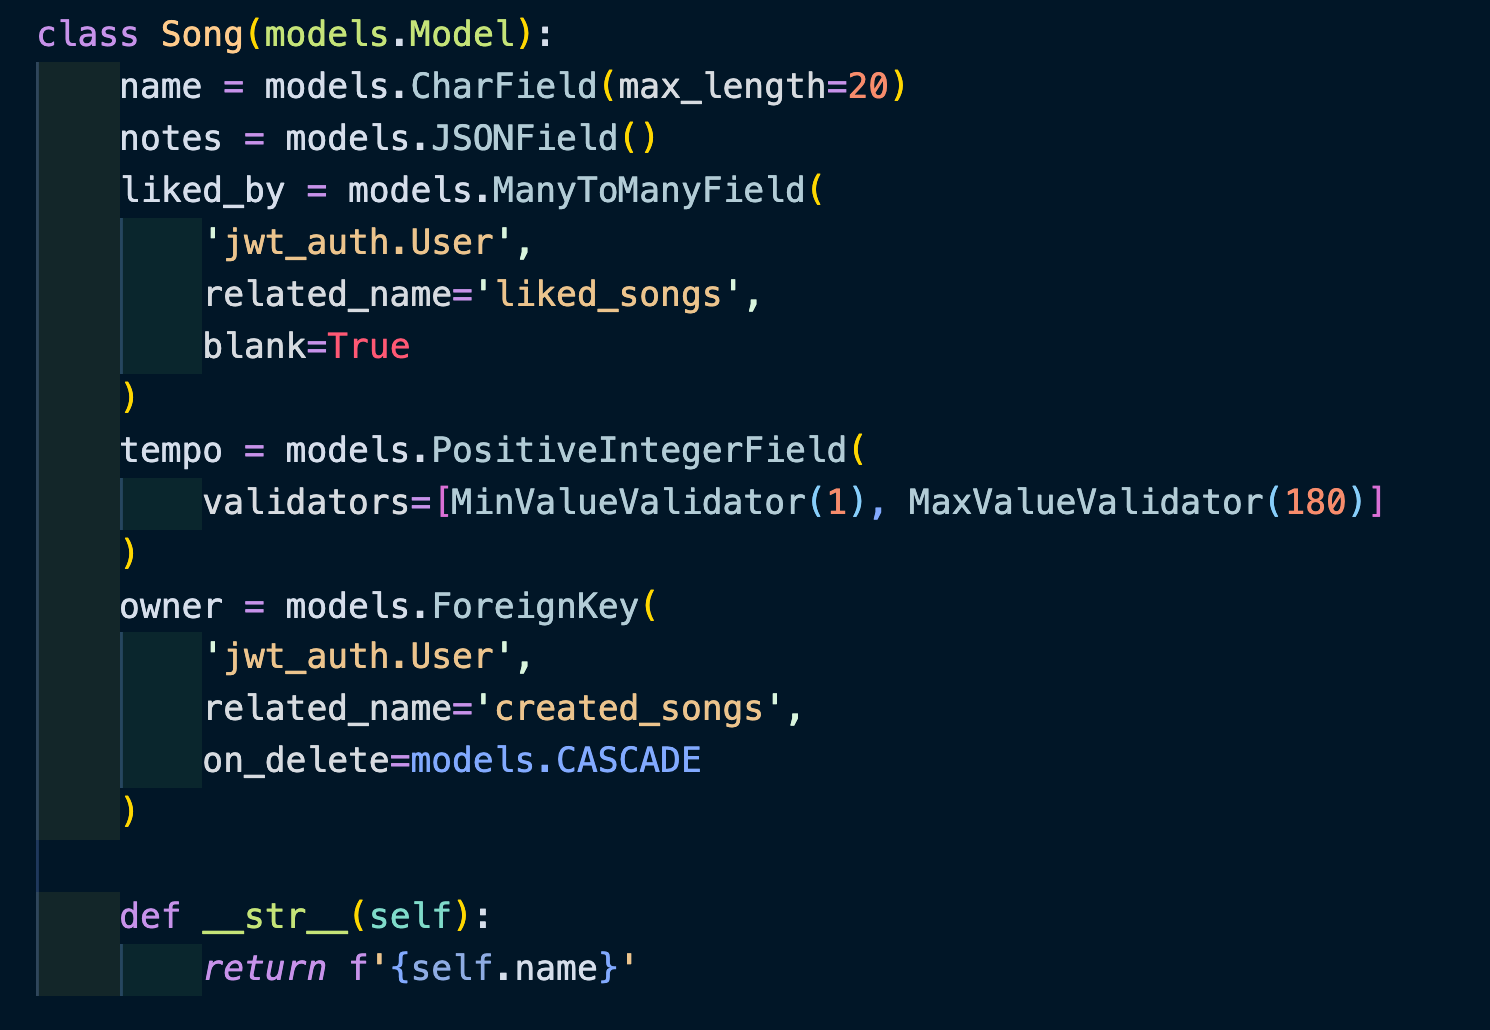 class Song(models.Model):
    name = models.CharField(max_length=20)
    notes = models.JSONField()
    liked_by = models.ManyToManyField(
        'jwt_auth.User',
        related_name='liked_songs',
        blank=True
    )
    tempo = models.PositiveIntegerField(
        validators=[MinValueValidator(1), MaxValueValidator(180)]
    )
    owner = models.ForeignKey(
        'jwt_auth.User',
        related_name='created_songs',
        on_delete=models.CASCADE
    )

    def __str__(self):
        return f'{self.name}'